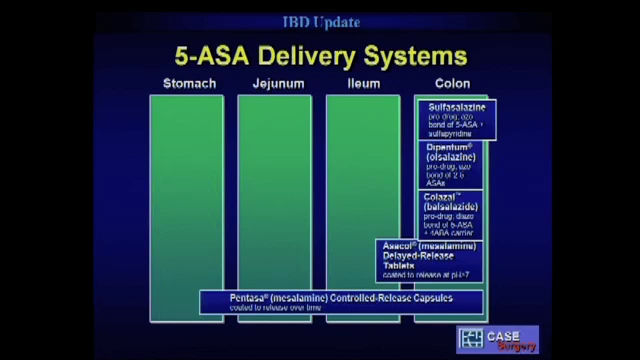 IBD Update
5-ASA Delivery Systems
Stomach Jejunum Ileum Colon
Sulfasalazine
pro drug; azo
bond of 5-ASA +
sulfapyridine
Dipentum®
(olsalazine)
pro-drug; azo
bond of 2 5
ASAs
Colazal™
(balsalazide)
pro-drug; diazo
bond of 5-ASA
+ 4ABA carrier
Asacol® (mesalamine)
Delayed-Release
Tablets
coated to release at pH≥7
Pentasa® (mesalamine) Controlled-Release Capsules
coated to release over time
CASE
Surgery